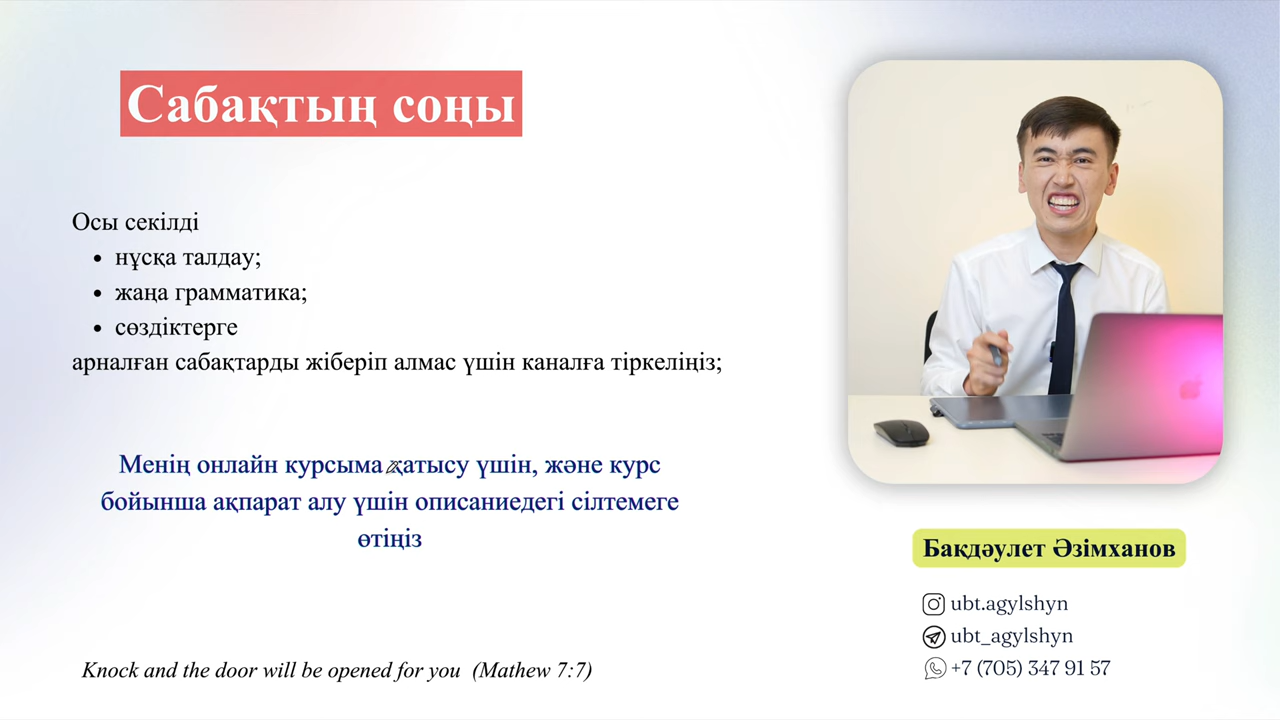 Сабақтың соңы
Осы секілді
• нұсқа талдау;
• жаңа грамматика;
• сөздіктерге
арналған сабақтарды жіберіп алмас үшін каналға тіркеліңіз;
Менің онлайн курсыма қатысу үшін, және курс
бойынша ақпарат алу үшін описаниедегі сілтемеге
өтіңіз
Knock and the door will be opened for you (Mathew 7:7)
Бақдәулет Әзімханов
ubt.agylshyn
ubt_agylshyn
+7 (705) 347 91 57